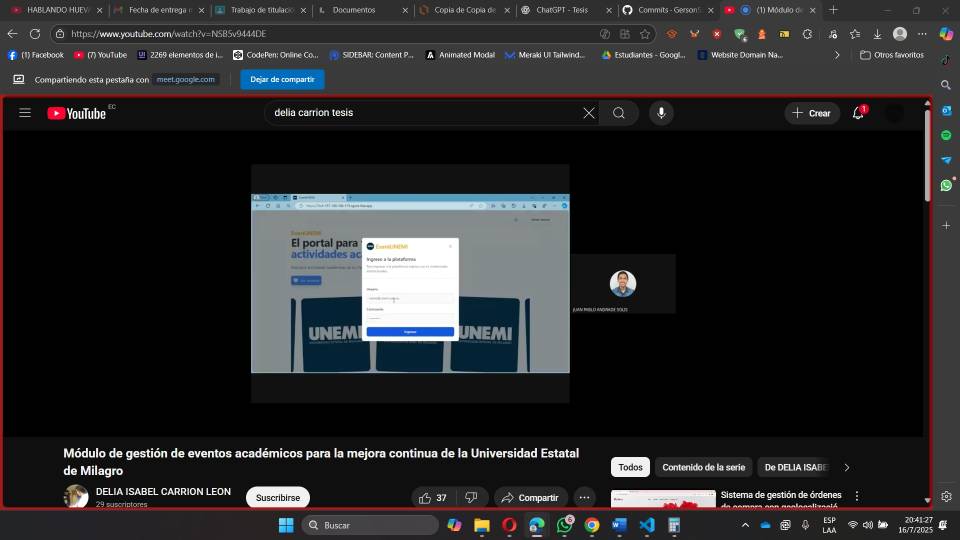 HABLANDO HUEVA
Fecha de entrega
Trabajo de titulació
Documentos
Copia de Copia de
ChatGPT - Tesis
Commits - GersonS
(1) Módulo de
https://www.youtube.com/watch?v=NSB5v9444DE
(1) Facebook
(7) YouTube
2269 elementos de i...
CodePen: Online Co...
SIDEBAR: Content P...
Animated Modal
Meraki UI Tailwind...
Estudiantes - Googl...
Website Domain Na...
Otros favoritos
Compartiendo esta pestaña con meet.google.com
Dejar de compartir
YouTube EC
delia carrion tesis
Crear
1
EventUNEMI
El portal para
actividades aca
Ingreso a la plataforma
Usuario
Contraseña
Ingresar
UNEMI
UNEMI
JUAN PABLO ANDRADE SOLIS
Módulo de gestión de eventos académicos para la mejora continua de la Universidad Estatal
de Milagro
DELIA ISABEL CARRION LEON
29 suscriptores
Suscribirse
37
Compartir
Todos
Contenido de la serie
De DELIA ISABE
Sistema de gestión de órdenes
de compra con geolocalizació
Buscar
6
ESP
LAA
20:41:27
16/7/2025